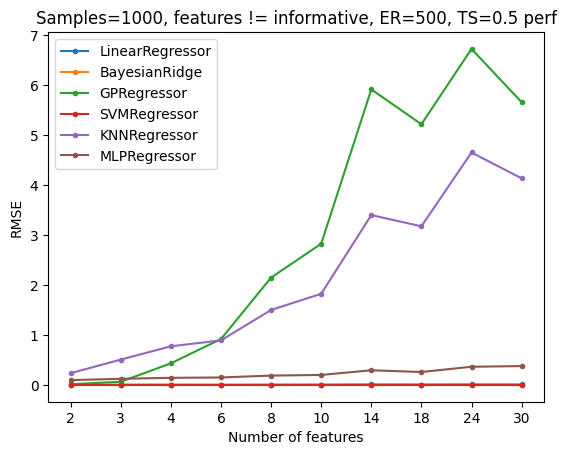 Samples=1000, features != informative, ER=500, TS=0.5 perf
LinearRegressor
BayesianRidge
GPRegressor
SVMRegressor
KNNRegressor
MLPRegressor
7
6
5
4
3
2
1
0
RMSE
2 3 4 6 8 10 14 18 24 30
Number of features